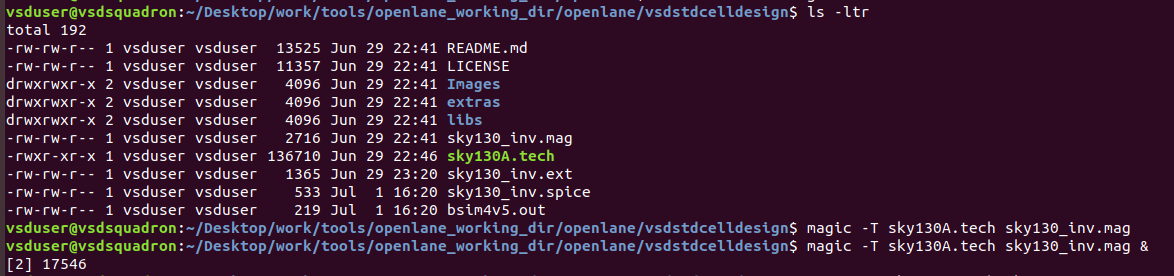 vsduser@vsdsquadron:~/Desktop/work/tools/openlane_working_dir/openlane/vsdstdcelldesign$ ls -ltr
total 192
-rw-rw-r-- 1 vsduser vsduser  13525 Jun 29 22:41 README.md
-rw-rw-r-- 1 vsduser vsduser  11357 Jun 29 22:41 LICENSE
drwxrwxr-x 2 vsduser vsduser   4096 Jun 29 22:41 Images
drwxrwxr-x 2 vsduser vsduser   4096 Jun 29 22:41 extras
drwxrwxr-x 2 vsduser vsduser   4096 Jun 29 22:41 libs
-rw-rw-r-- 1 vsduser vsduser   2716 Jun 29 22:41 sky130_inv.mag
-rwxr-xr-x 1 vsduser vsduser 136710 Jun 29 22:46 sky130A.tech
-rw-rw-r-- 1 vsduser vsduser   1365 Jun 29 23:20 sky130_inv.ext
-rw-rw-r-- 1 vsduser vsduser    533 Jul  1 16:20 sky130_inv.spice
-rw-rw-r-- 1 vsduser vsduser    219 Jul  1 16:20 bsim4v5.out
vsduser@vsdsquadron:~/Desktop/work/tools/openlane_working_dir/openlane/vsdstdcelldesign$ magic -T sky130A.tech sky130_inv.mag
vsduser@vsdsquadron:~/Desktop/work/tools/openlane_working_dir/openlane/vsdstdcelldesign$ magic -T sky130A.tech sky130_inv.mag &
[2] 17546